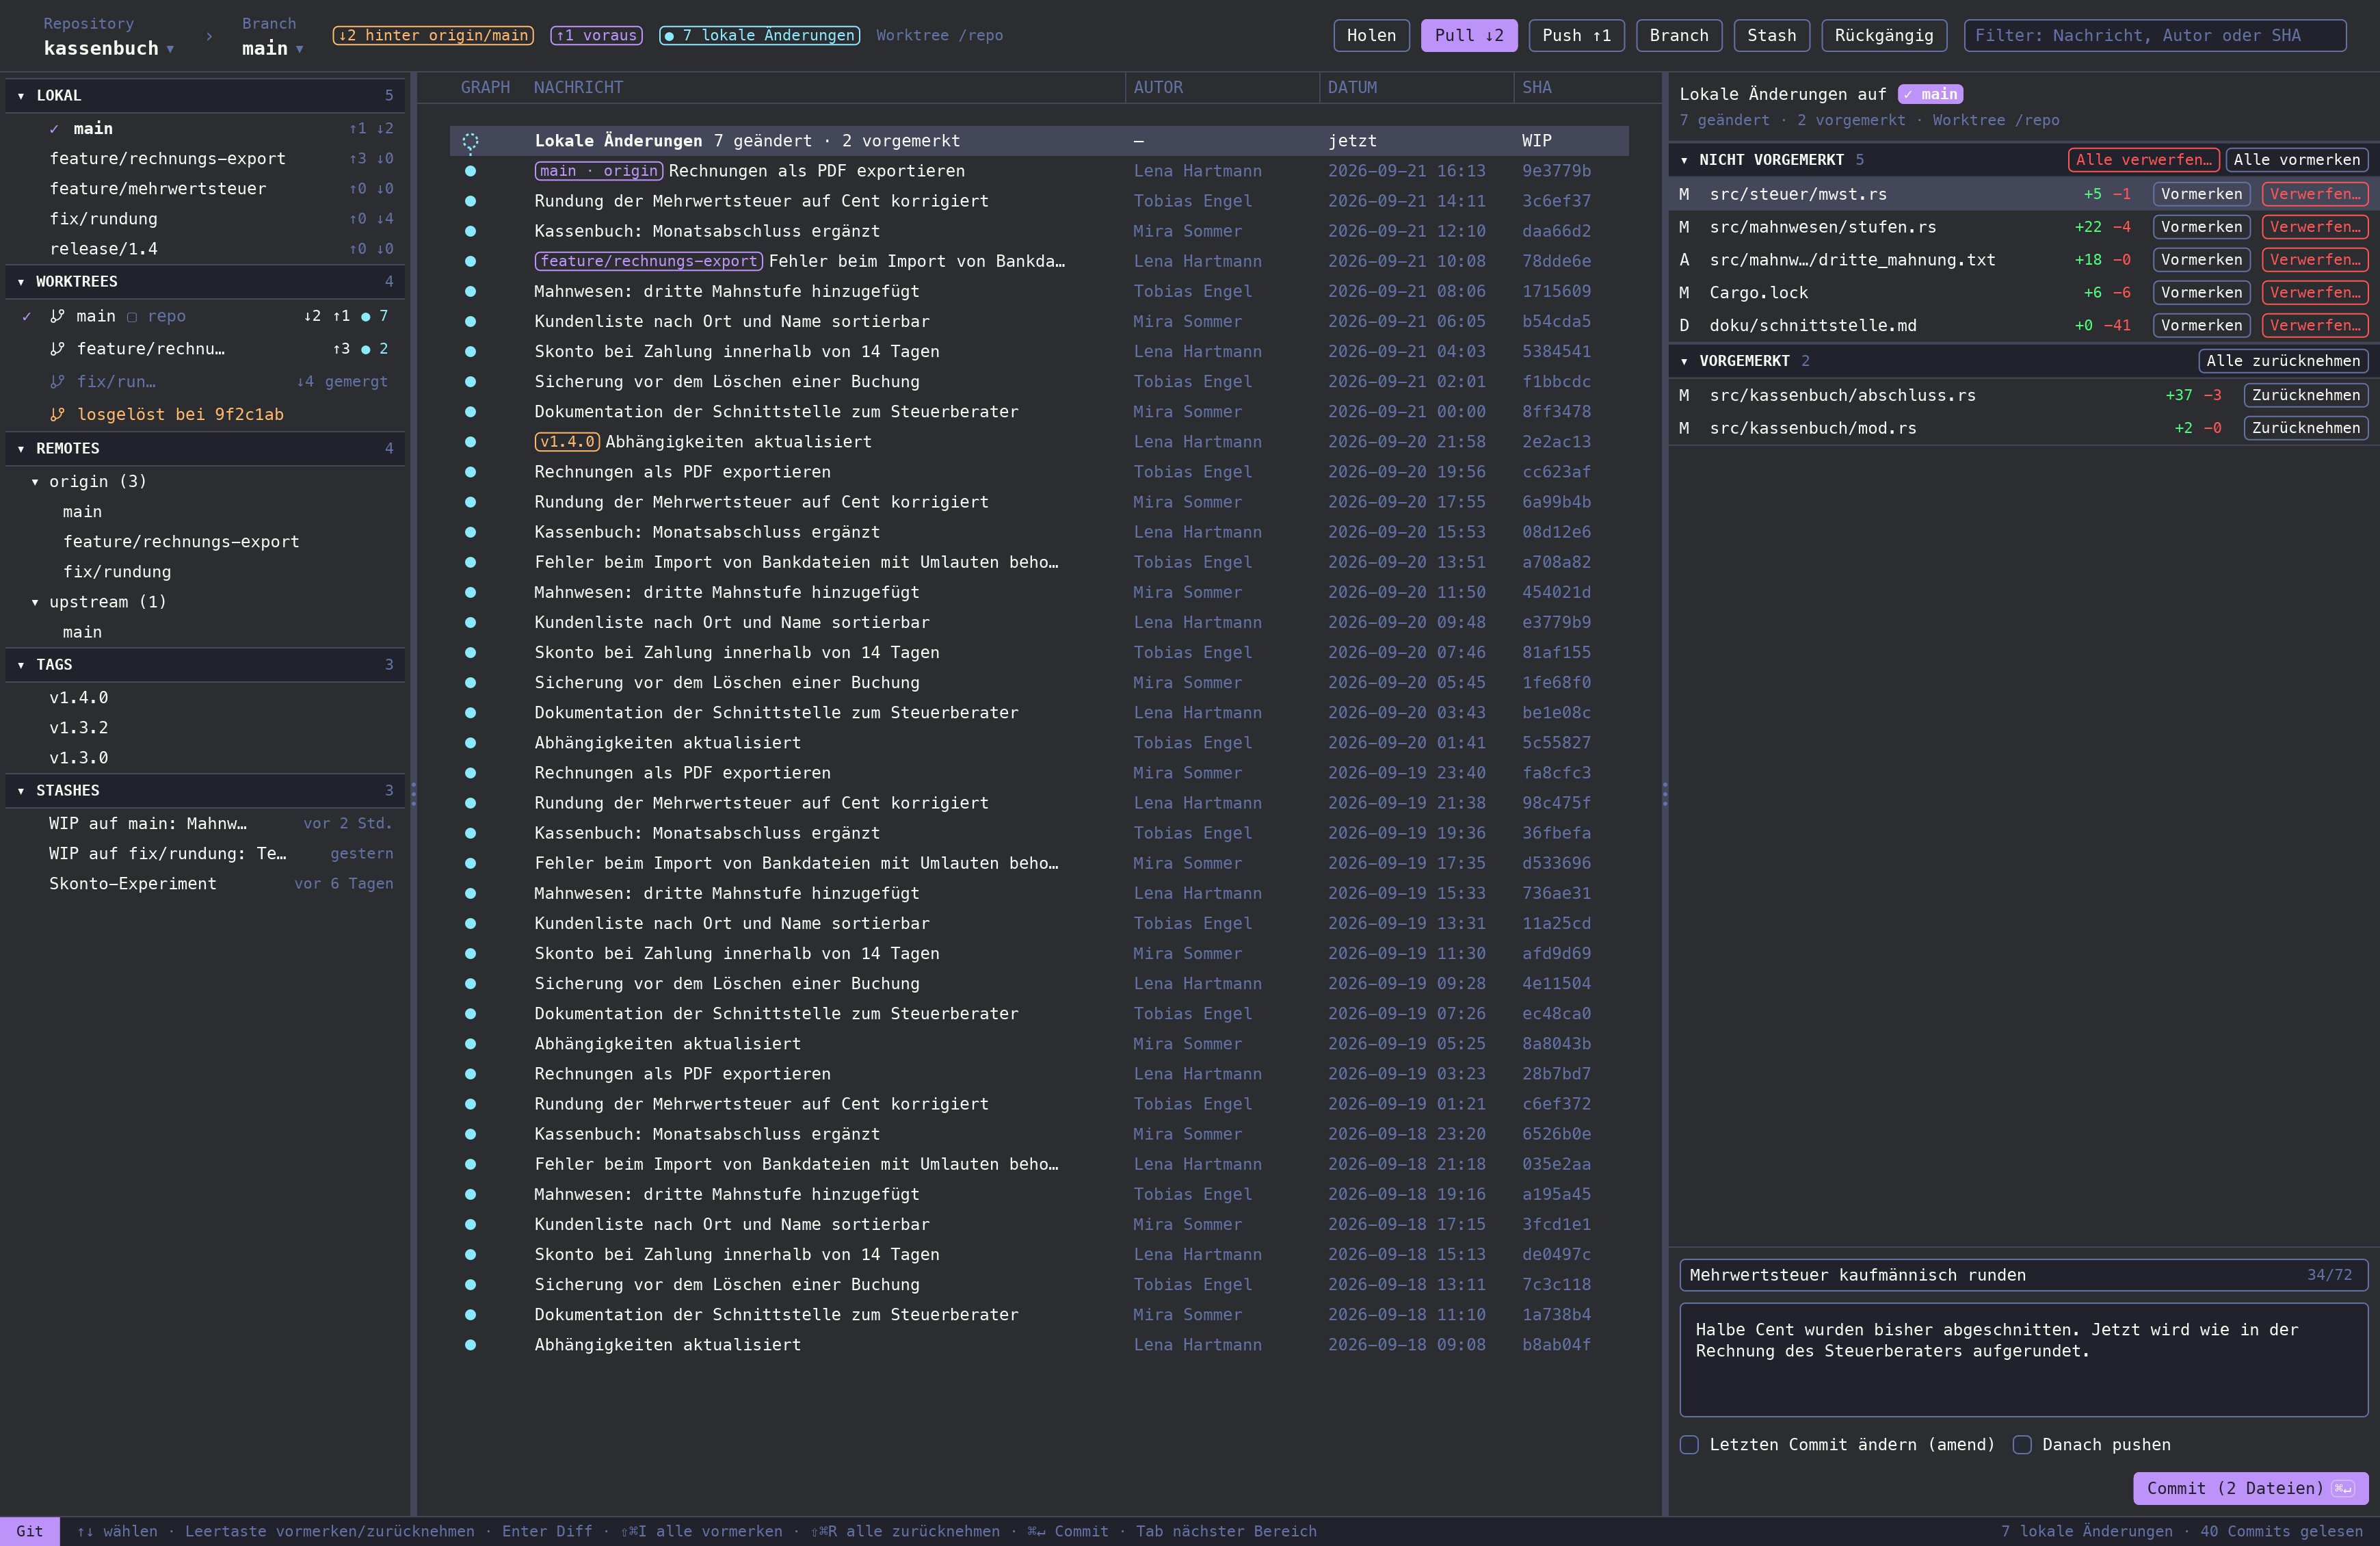 Repository
kassenbuch ▾
›
Branch
main ▾
↓2 hinter origin/main
↑1 voraus
● 7 lokale Änderungen
Worktree /repo
Holen
Pull ↓2
Push ↑1
Branch
Stash
Rückgängig
Filter: Nachricht, Autor oder SHA
▾ LOKAL 5
✓ main ↑1 ↓2
feature/rechnungs-export ↑3 ↓0
feature/mehrwertsteuer ↑0 ↓0
fix/rundung ↑0 ↓4
release/1.4 ↑0 ↓0
▾ WORKTREES 4
✓ main ▢ repo ↓2 ↑1 ● 7
feature/rechnu… ↑3 ● 2
fix/run… ↓4 gemergt
losgelöst bei 9f2c1ab
▾ REMOTES 4
▾ origin (3)
main
feature/rechnungs-export
fix/rundung
▾ upstream (1)
main
▾ TAGS 3
v1.4.0
v1.3.2
v1.3.0
▾ STASHES 3
WIP auf main: Mahnw… vor 2 Std.
WIP auf fix/rundung: Te… gestern
Skonto-Experiment vor 6 Tagen
GRAPH NACHRICHT AUTOR DATUM SHA
Lokale Änderungen 7 geändert · 2 vorgemerkt — jetzt WIP
main · origin Rechnungen als PDF exportieren Lena Hartmann 2026-09-21 16:13 9e3779b
Rundung der Mehrwertsteuer auf Cent korrigiert Tobias Engel 2026-09-21 14:11 3c6ef37
Kassenbuch: Monatsabschluss ergänzt Mira Sommer 2026-09-21 12:10 daa66d2
feature/rechnungs-export Fehler beim Import von Bankda… Lena Hartmann 2026-09-21 10:08 78dde6e
Mahnwesen: dritte Mahnstufe hinzugefügt Tobias Engel 2026-09-21 08:06 1715609
Kundenliste nach Ort und Name sortierbar Mira Sommer 2026-09-21 06:05 b54cda5
Skonto bei Zahlung innerhalb von 14 Tagen Lena Hartmann 2026-09-21 04:03 5384541
Sicherung vor dem Löschen einer Buchung Tobias Engel 2026-09-21 02:01 f1bbcdc
Dokumentation der Schnittstelle zum Steuerberater Mira Sommer 2026-09-21 00:00 8ff3478
v1.4.0 Abhängigkeiten aktualisiert Lena Hartmann 2026-09-20 21:58 2e2ac13
Rechnungen als PDF exportieren Tobias Engel 2026-09-20 19:56 cc623af
Rundung der Mehrwertsteuer auf Cent korrigiert Mira Sommer 2026-09-20 17:55 6a99b4b
Kassenbuch: Monatsabschluss ergänzt Lena Hartmann 2026-09-20 15:53 08d12e6
Fehler beim Import von Bankdateien mit Umlauten beho… Tobias Engel 2026-09-20 13:51 a708a82
Mahnwesen: dritte Mahnstufe hinzugefügt Mira Sommer 2026-09-20 11:50 454021d
Kundenliste nach Ort und Name sortierbar Lena Hartmann 2026-09-20 09:48 e3779b9
Skonto bei Zahlung innerhalb von 14 Tagen Tobias Engel 2026-09-20 07:46 81af155
Sicherung vor dem Löschen einer Buchung Mira Sommer 2026-09-20 05:45 1fe68f0
Dokumentation der Schnittstelle zum Steuerberater Lena Hartmann 2026-09-20 03:43 be1e08c
Abhängigkeiten aktualisiert Tobias Engel 2026-09-20 01:41 5c55827
Rechnungen als PDF exportieren Mira Sommer 2026-09-19 23:40 fa8cfc3
Rundung der Mehrwertsteuer auf Cent korrigiert Lena Hartmann 2026-09-19 21:38 98c475f
Kassenbuch: Monatsabschluss ergänzt Tobias Engel 2026-09-19 19:36 36fbefa
Fehler beim Import von Bankdateien mit Umlauten beho… Mira Sommer 2026-09-19 17:35 d533696
Mahnwesen: dritte Mahnstufe hinzugefügt Lena Hartmann 2026-09-19 15:33 736ae31
Kundenliste nach Ort und Name sortierbar Tobias Engel 2026-09-19 13:31 11a25cd
Skonto bei Zahlung innerhalb von 14 Tagen Mira Sommer 2026-09-19 11:30 afd9d69
Sicherung vor dem Löschen einer Buchung Lena Hartmann 2026-09-19 09:28 4e11504
Dokumentation der Schnittstelle zum Steuerberater Tobias Engel 2026-09-19 07:26 ec48ca0
Abhängigkeiten aktualisiert Mira Sommer 2026-09-19 05:25 8a8043b
Rechnungen als PDF exportieren Lena Hartmann 2026-09-19 03:23 28b7bd7
Rundung der Mehrwertsteuer auf Cent korrigiert Tobias Engel 2026-09-19 01:21 c6ef372
Kassenbuch: Monatsabschluss ergänzt Mira Sommer 2026-09-18 23:20 6526b0e
Fehler beim Import von Bankdateien mit Umlauten beho… Lena Hartmann 2026-09-18 21:18 035e2aa
Mahnwesen: dritte Mahnstufe hinzugefügt Tobias Engel 2026-09-18 19:16 a195a45
Kundenliste nach Ort und Name sortierbar Mira Sommer 2026-09-18 17:15 3fcd1e1
Skonto bei Zahlung innerhalb von 14 Tagen Lena Hartmann 2026-09-18 15:13 de0497c
Sicherung vor dem Löschen einer Buchung Tobias Engel 2026-09-18 13:11 7c3c118
Dokumentation der Schnittstelle zum Steuerberater Mira Sommer 2026-09-18 11:10 1a738b4
Abhängigkeiten aktualisiert Lena Hartmann 2026-09-18 09:08 b8ab04f
Lokale Änderungen auf ✓ main
7 geändert · 2 vorgemerkt · Worktree /repo
▾ NICHT VORGEMERKT 5 Alle verwerfen… Alle vormerken
M src/steuer/mwst.rs +5 −1 Vormerken Verwerfen…
M src/mahnwesen/stufen.rs +22 −4 Vormerken Verwerfen…
A src/mahnw…/dritte_mahnung.txt +18 −0 Vormerken Verwerfen…
M Cargo.lock +6 −6 Vormerken Verwerfen…
D doku/schnittstelle.md +0 −41 Vormerken Verwerfen…
▾ VORGEMERKT 2 Alle zurücknehmen
M src/kassenbuch/abschluss.rs +37 −3 Zurücknehmen
M src/kassenbuch/mod.rs +2 −0 Zurücknehmen
Mehrwertsteuer kaufmännisch runden 34/72
Halbe Cent wurden bisher abgeschnitten. Jetzt wird wie in der
Rechnung des Steuerberaters aufgerundet.
Letzten Commit ändern (amend)
Danach pushen
Commit (2 Dateien) ⌘↵
Git ↑↓ wählen · Leertaste vormerken/zurücknehmen · Enter Diff · ⇧⌘I alle vormerken · ⇧⌘R alle zurücknehmen · ⌘↵ Commit · Tab nächster Bereich
7 lokale Änderungen · 40 Commits gelesen